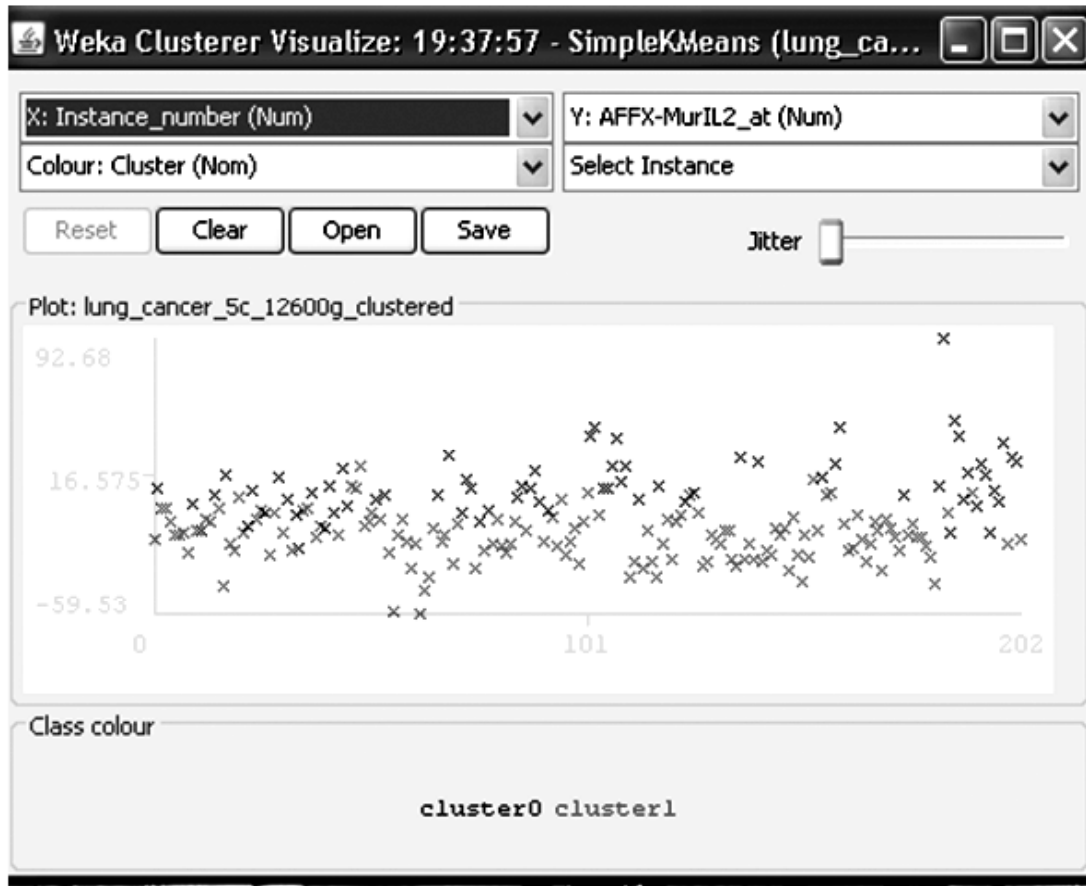 Weka Clusterer Visualize: 19:37:57 - SimpleKMeans (lung_ca...
X: Instance_number (Num) Y: AFFX-MurIL2_at (Num)
Colour: Cluster (Nom) Select Instance
Reset Clear Open Save Jitter
Plot: lung_cancer_5c_12600g_clustered
92.68
16.575
-59.53
0 101 202
Class colour
cluster0 cluster1